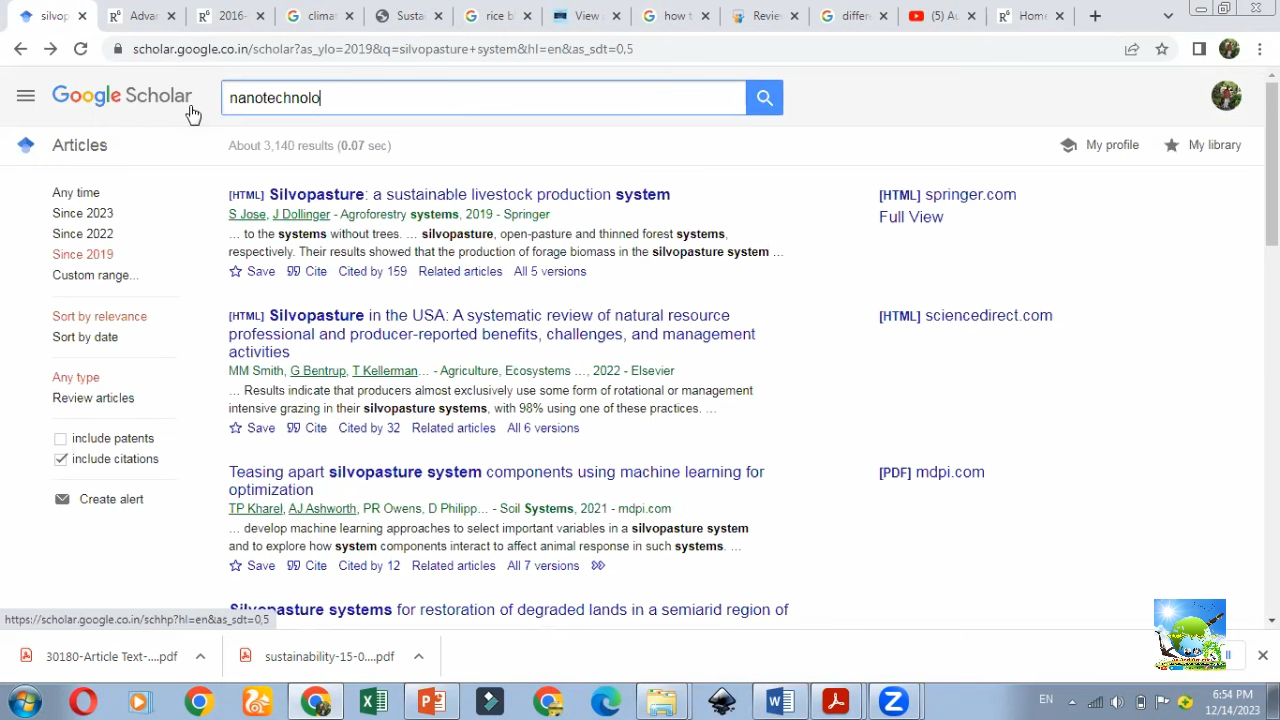 silvop
Advan
2016-
climat
Susta
rice b
View a
how t
Revie
differe
(5) Au
Home
scholar.google.co.in/scholar?as_ylo=2019&q=silvopasture+system&hl=en&as_sdt=0,5
Google Scholar
nanotechnolo
Articles
About 3,140 results (0.07 sec)
My profile
My library
Any time
Since 2023
Since 2022
Since 2019
Custom range...
Sort by relevance
Sort by date
Any type
Review articles
include patents
include citations
Create alert
[HTML] Silvopasture: a sustainable livestock production system
S Jose, J Dollinger - Agroforestry systems, 2019 - Springer
… to the systems without trees. … silvopasture, open-pasture and thinned forest systems,
respectively. Their results showed that the production of forage biomass in the silvopasture system …
Save Cite Cited by 159 Related articles All 5 versions
[HTML] springer.com
Full View
[HTML] Silvopasture in the USA: A systematic review of natural resource
professional and producer-reported benefits, challenges, and management
activities
MM Smith, G Bentrup, T Kellerman… - Agriculture, Ecosystems …, 2022 - Elsevier
… Results indicate that producers almost exclusively use some form of rotational or management
intensive grazing in their silvopasture systems, with 98% using one of these practices. …
Save Cite Cited by 32 Related articles All 6 versions
[HTML] sciencedirect.com
Teasing apart silvopasture system components using machine learning for
optimization
TP Kharel, AJ Ashworth, PR Owens, D Philipp… - Soil Systems, 2021 - mdpi.com
… develop machine learning approaches to select important variables in a silvopasture system
and to explore how system components interact to affect animal response in such systems. …
Save Cite Cited by 12 Related articles All 7 versions
[PDF] mdpi.com
Silvopasture systems for restoration of degraded lands in a semiarid region of
https://scholar.google.co.in/schhp?hl=en&as_sdt=0,5
30180-Article Text-....pdf
sustainability-15-0....pdf
EN
6:54 PM
12/14/2023